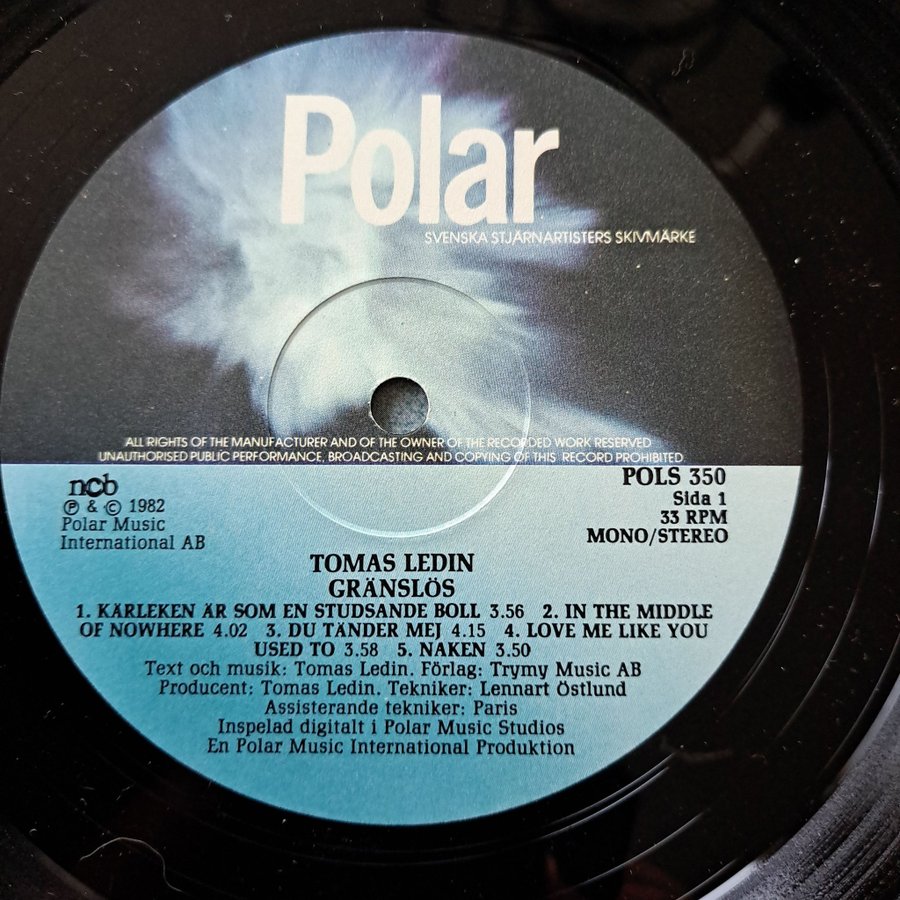 Polar
SVENSKA STJÄRNARTISTERS SKIVMÄRKE
ALL RIGHTS OF THE MANUFACTURER AND OF THE OWNER OF THE RECORDED WORK RESERVED
UNAUTHORISED PUBLIC PERFORMANCE, BROADCASTING AND COPYING OF THIS RECORD PROHIBITED
ncb
Ⓟ & © 1982
Polar Music
International AB
POLS 350
Sida 1
33 RPM
MONO/STEREO
TOMAS LEDIN
GRÄNSLÖS
1. KÄRLEKEN ÄR SOM EN STUDSANDE BOLL 3.56 2. IN THE MIDDLE
OF NOWHERE 4.02 3. DU TÄNDER MEJ 4.15 4. LOVE ME LIKE YOU
USED TO 3.58 5. NAKEN 3.50
Text och musik: Tomas Ledin. Förlag: Trymy Music AB
Producent: Tomas Ledin. Tekniker: Lennart Östlund
Assisterande tekniker: Paris
Inspelad digitalt i Polar Music Studios
En Polar Music International Produktion